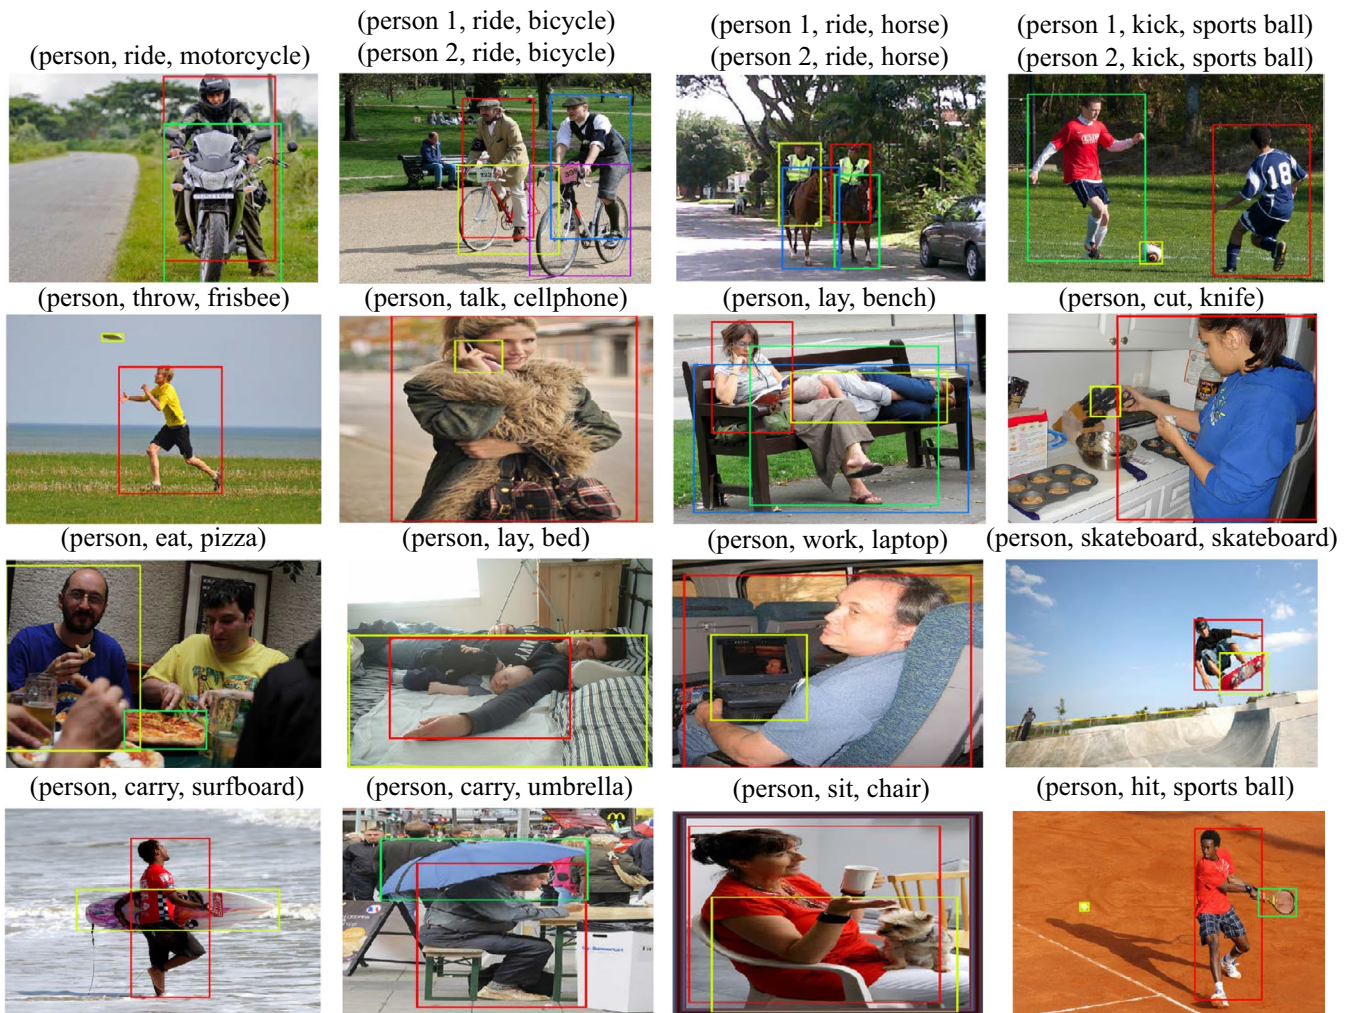 (person 1, ride, bicycle)
(person 1, ride, horse)
(person 1, kick, sports ball)
(person, ride, motorcycle)
(person 2, ride, bicycle)
(person 2, ride, horse)
(person 2, kick, sports ball)
18
(person, throw, frisbee)
(person, talk, cellphone)
(person, lay, bench)
(person, cut, knife)
(person, eat, pizza)
(person, lay, bed)
(person, work, laptop)
(person, skateboard, skateboard)
(person, carry, surfboard)
(person, carry, umbrella)
(person, sit, chair)
(person, hit, sports ball)